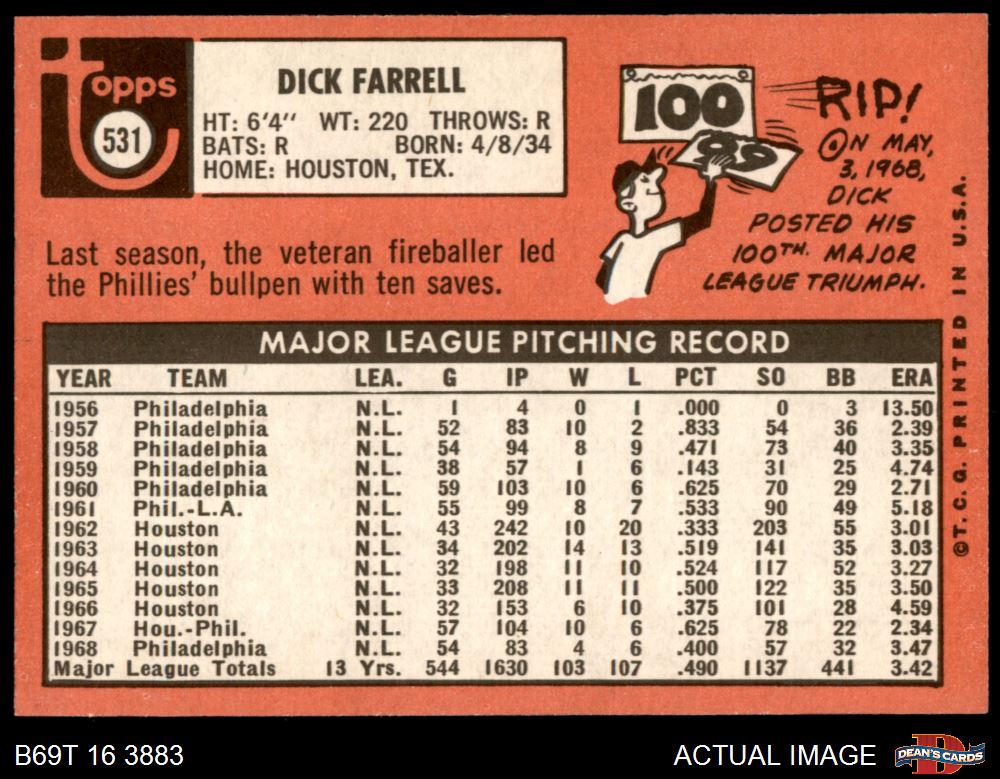 topps
531
DICK FARRELL
HT: 6'4" WT: 220 THROWS: R
BATS: R BORN: 4/8/34
HOME: HOUSTON, TEX.
Last season, the veteran fireballer led
the Phillies' bullpen with ten saves.
100
99
RIP!
ON MAY,
3, 1968,
DICK
POSTED HIS
100TH. MAJOR
LEAGUE TRIUMPH.
MAJOR LEAGUE PITCHING RECORD
YEAR TEAM LEA. G IP W L PCT SO BB ERA
1956 Philadelphia N.L. 1 4 0 1 .000 0 3 13.50
1957 Philadelphia N.L. 52 83 10 2 .833 54 36 2.39
1958 Philadelphia N.L. 54 94 8 9 .471 73 40 3.35
1959 Philadelphia N.L. 38 57 1 6 .143 31 25 4.74
1960 Philadelphia N.L. 59 103 10 6 .625 70 29 2.71
1961 Phil.-L.A. N.L. 55 99 8 7 .533 90 49 5.18
1962 Houston N.L. 43 242 10 20 .333 203 55 3.01
1963 Houston N.L. 34 202 14 13 .519 141 35 3.03
1964 Houston N.L. 32 198 11 10 .524 117 52 3.27
1965 Houston N.L. 33 208 11 11 .500 122 35 3.50
1966 Houston N.L. 32 153 6 10 .375 101 28 4.59
1967 Hou.-Phil. N.L. 57 104 10 6 .625 78 22 2.34
1968 Philadelphia N.L. 54 83 4 6 .400 57 32 3.47
Major League Totals 13 Yrs. 544 1630 103 107 .490 1137 441 3.42
©T.C.G. PRINTED IN U.S.A.
B69T 16 3883 ACTUAL IMAGE
D
DEAN'S CARDS